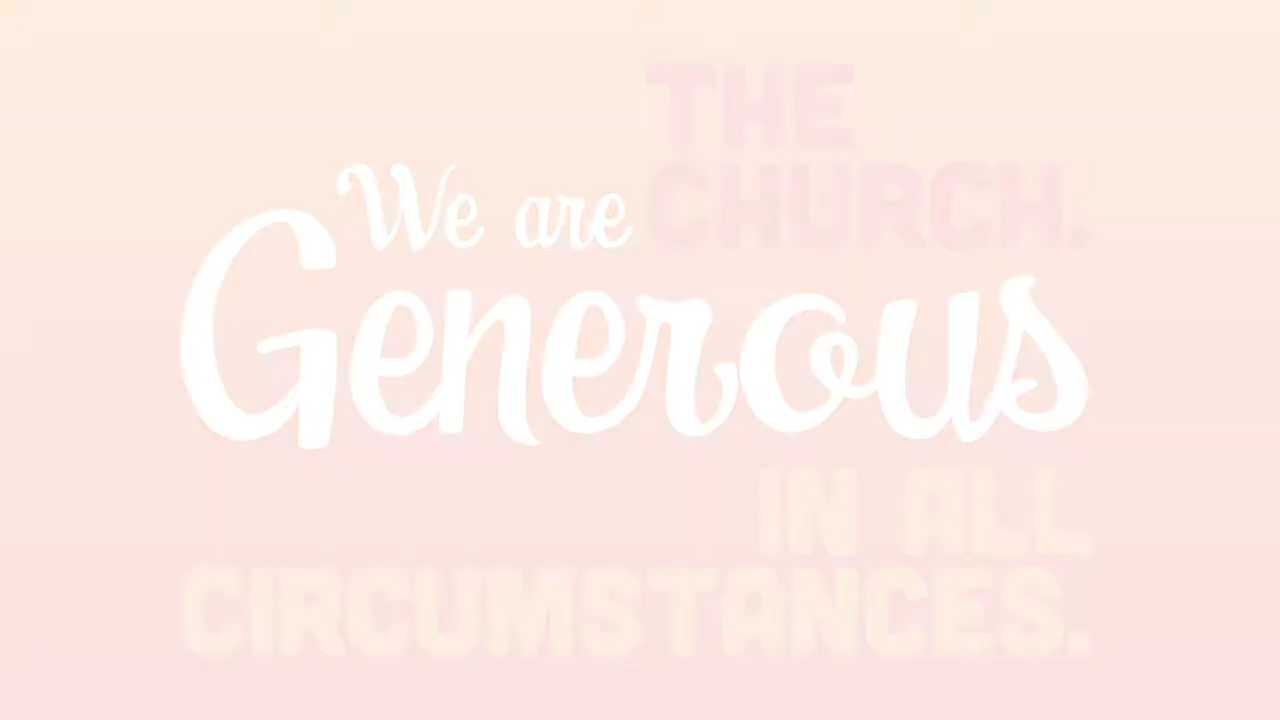 THE
We are CHURCH.
Generous
IN ALL
CIRCUMSTANCES.